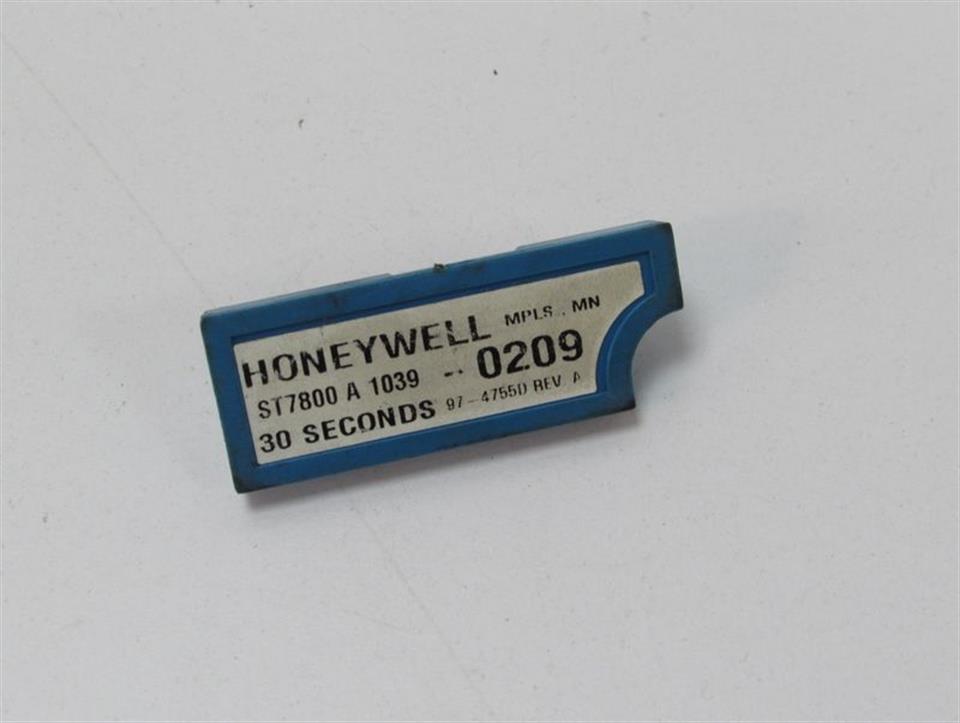 HONEYWELL MPLS., MN
ST7800 A 1039 -- 0209
30 SECONDS 97-4755D REV. A